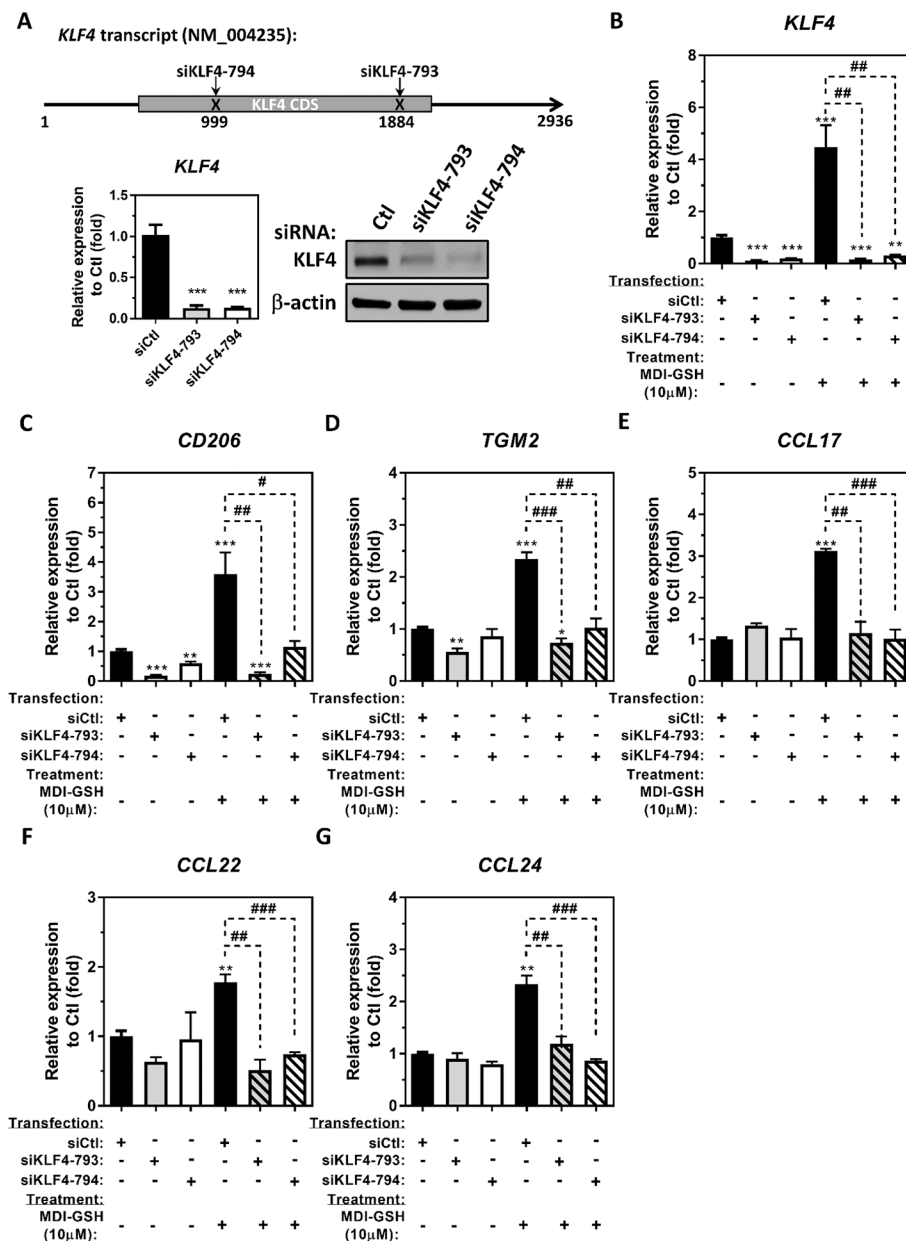 A
KLF4 transcript (NM_004235):
siKLF4-794 siKLF4-793
X KLF4 CDS X
1 999 1884 2936
KLF4
Relative expression
to Ctl (fold)
1.5
1.0
0.5
0.0
*** ***
siCtl
siKLF4-793
siKLF4-794
siRNA: Ctl siKLF4-793 siKLF4-794
KLF4
β-actin
B
KLF4
Relative expression
to Ctl (fold)
6
4
2
0
##
##
***
*** *** *** **
Transfection:
siCtl: + - - + - -
siKLF4-793: - + - - + -
siKLF4-794: - - + - - +
Treatment:
MDI-GSH
(10μM): - - - + + +
C
CD206
Relative expression
to Ctl (fold)
7
6
5
4
3
2
1
0
#
##
***
*** ** ***
Transfection:
siCtl: + - - + - -
siKLF4-793: - + - - + -
siKLF4-794: - - + - - +
Treatment:
MDI-GSH
(10μM): - - - + + +
D
TGM2
Relative expression
to Ctl (fold)
4
3
2
1
0
##
###
***
** *
Transfection:
siCtl: + - - + - -
siKLF4-793: - + - - + -
siKLF4-794: - - + - - +
Treatment:
MDI-GSH
(10μM): - - - + + +
E
CCL17
Relative expression
to Ctl (fold)
5
4
3
2
1
0
###
##
***
Transfection:
siCtl: + - - + - -
siKLF4-793: - + - - + -
siKLF4-794: - - + - - +
Treatment:
MDI-GSH
(10μM): - - - + + +
F
CCL22
Relative expression
to Ctl (fold)
3
2
1
0
###
##
**
Transfection:
siCtl: + - - + - -
siKLF4-793: - + - - + -
siKLF4-794: - - + - - +
Treatment:
MDI-GSH
(10μM): - - - + + +
G
CCL24
Relative expression
to Ctl (fold)
4
3
2
1
0
###
##
**
Transfection:
siCtl: + - - + - -
siKLF4-793: - + - - + -
siKLF4-794: - - + - - +
Treatment:
MDI-GSH
(10μM): - - - + + +